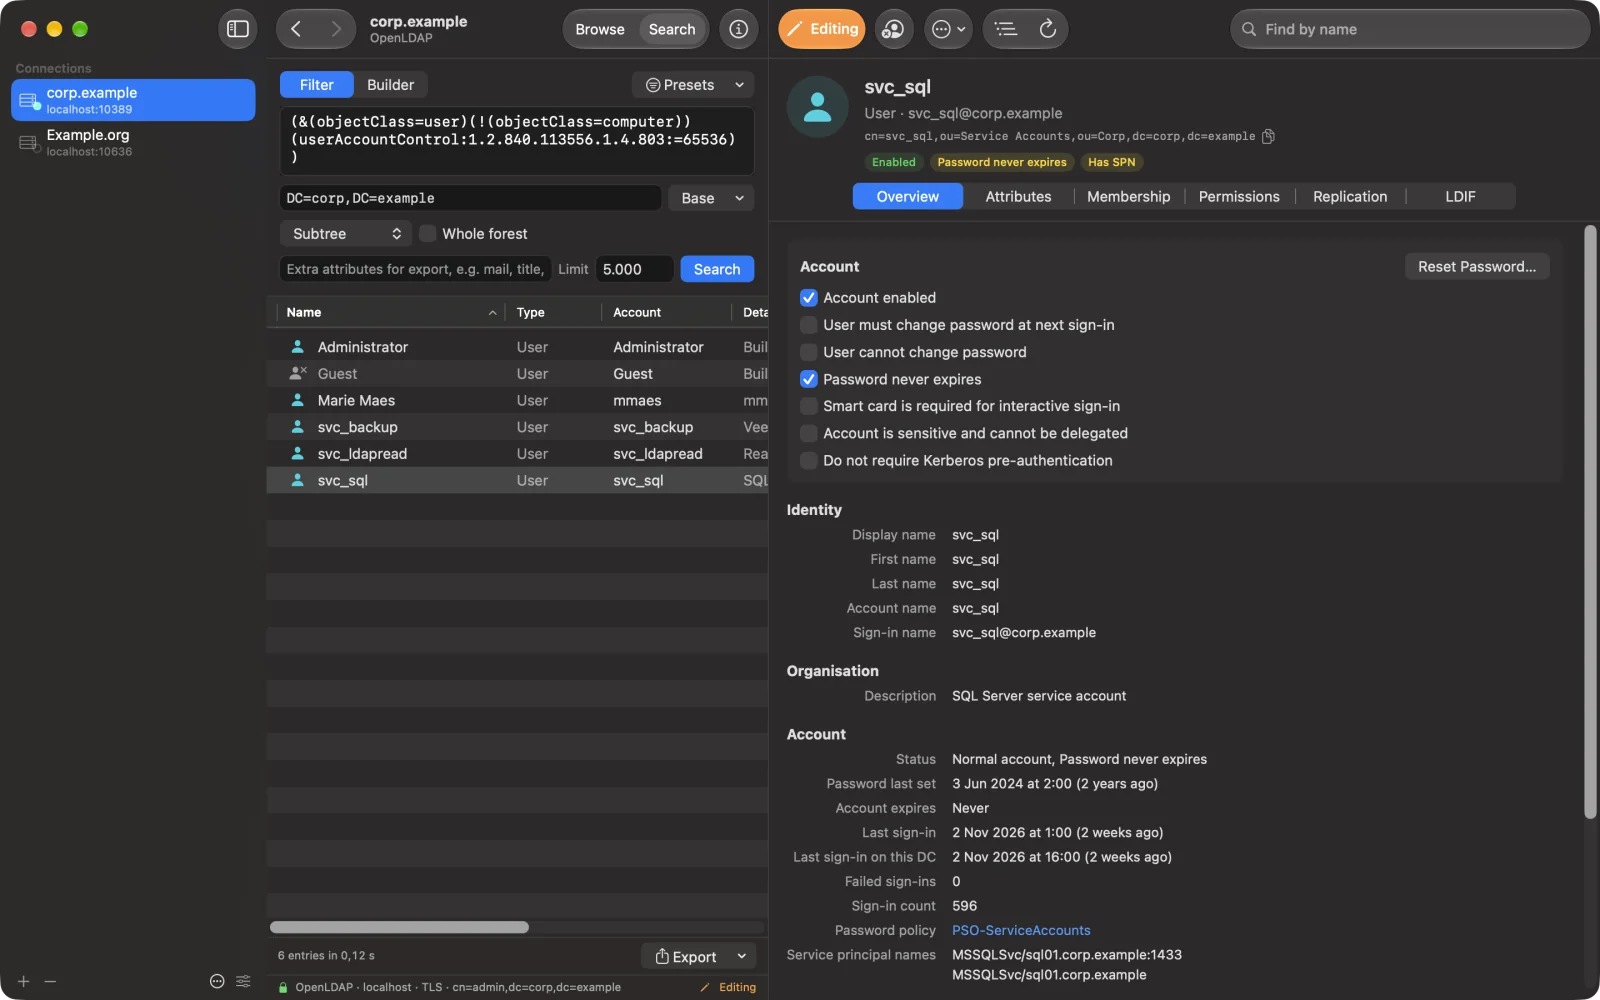 Connections
corp.example
localhost:10389
Example.org
localhost:10636
corp.example
OpenLDAP
Browse
Search
Filter
Builder
Presets
(&(objectClass=user)(!(objectClass=computer))
(userAccountControl:1.2.840.113556.1.4.803:=65536)
)
DC=corp,DC=example
Base
Subtree
Whole forest
Extra attributes for export, e.g. mail, title,
Limit
5.000
Search
Name Type Account Deta
Administrator User Administrator Buil
Guest User Guest Buil
Marie Maes User mmaes mm
svc_backup User svc_backup Vee
svc_ldapread User svc_ldapread Rea
svc_sql User svc_sql SQL
6 entries in 0,12 s
Export
OpenLDAP · localhost · TLS · cn=admin,dc=corp,dc=example
Editing
Editing
Find by name
svc_sql
User · svc_sql@corp.example
cn=svc_sql,ou=Service Accounts,ou=Corp,dc=corp,dc=example
Enabled
Password never expires
Has SPN
Overview
Attributes
Membership
Permissions
Replication
LDIF
Account
Reset Password...
Account enabled
User must change password at next sign-in
User cannot change password
Password never expires
Smart card is required for interactive sign-in
Account is sensitive and cannot be delegated
Do not require Kerberos pre-authentication
Identity
Display name svc_sql
First name svc_sql
Last name svc_sql
Account name svc_sql
Sign-in name svc_sql@corp.example
Organisation
Description SQL Server service account
Account
Status Normal account, Password never expires
Password last set 3 Jun 2024 at 2:00 (2 years ago)
Account expires Never
Last sign-in 2 Nov 2026 at 1:00 (2 weeks ago)
Last sign-in on this DC 2 Nov 2026 at 16:00 (2 weeks ago)
Failed sign-ins 0
Sign-in count 596
Password policy PSO-ServiceAccounts
Service principal names MSSQLSvc/sql01.corp.example:1433
MSSQLSvc/sql01.corp.example